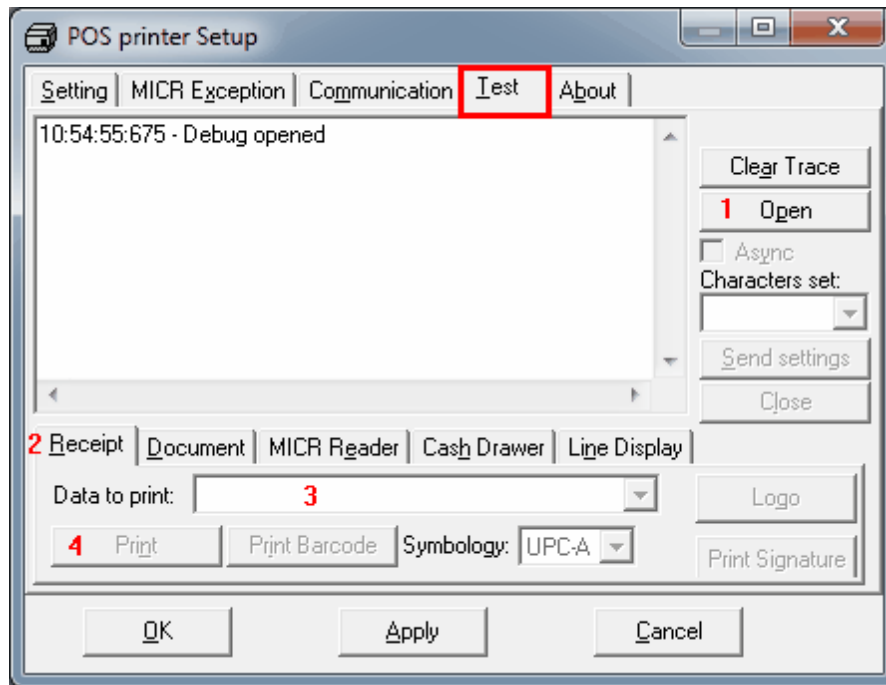 POS printer Setup
Setting MICR Exception Communication Test About
10:54:55:675 - Debug opened
Clear Trace
1 Open
Async
Characters set:
Send settings
Close
2 Receipt Document MICR Reader Cash Drawer Line Display
Data to print: 3 Logo
4 Print Print Barcode Symbology: UPC-A Print Signature
OK Apply Cancel